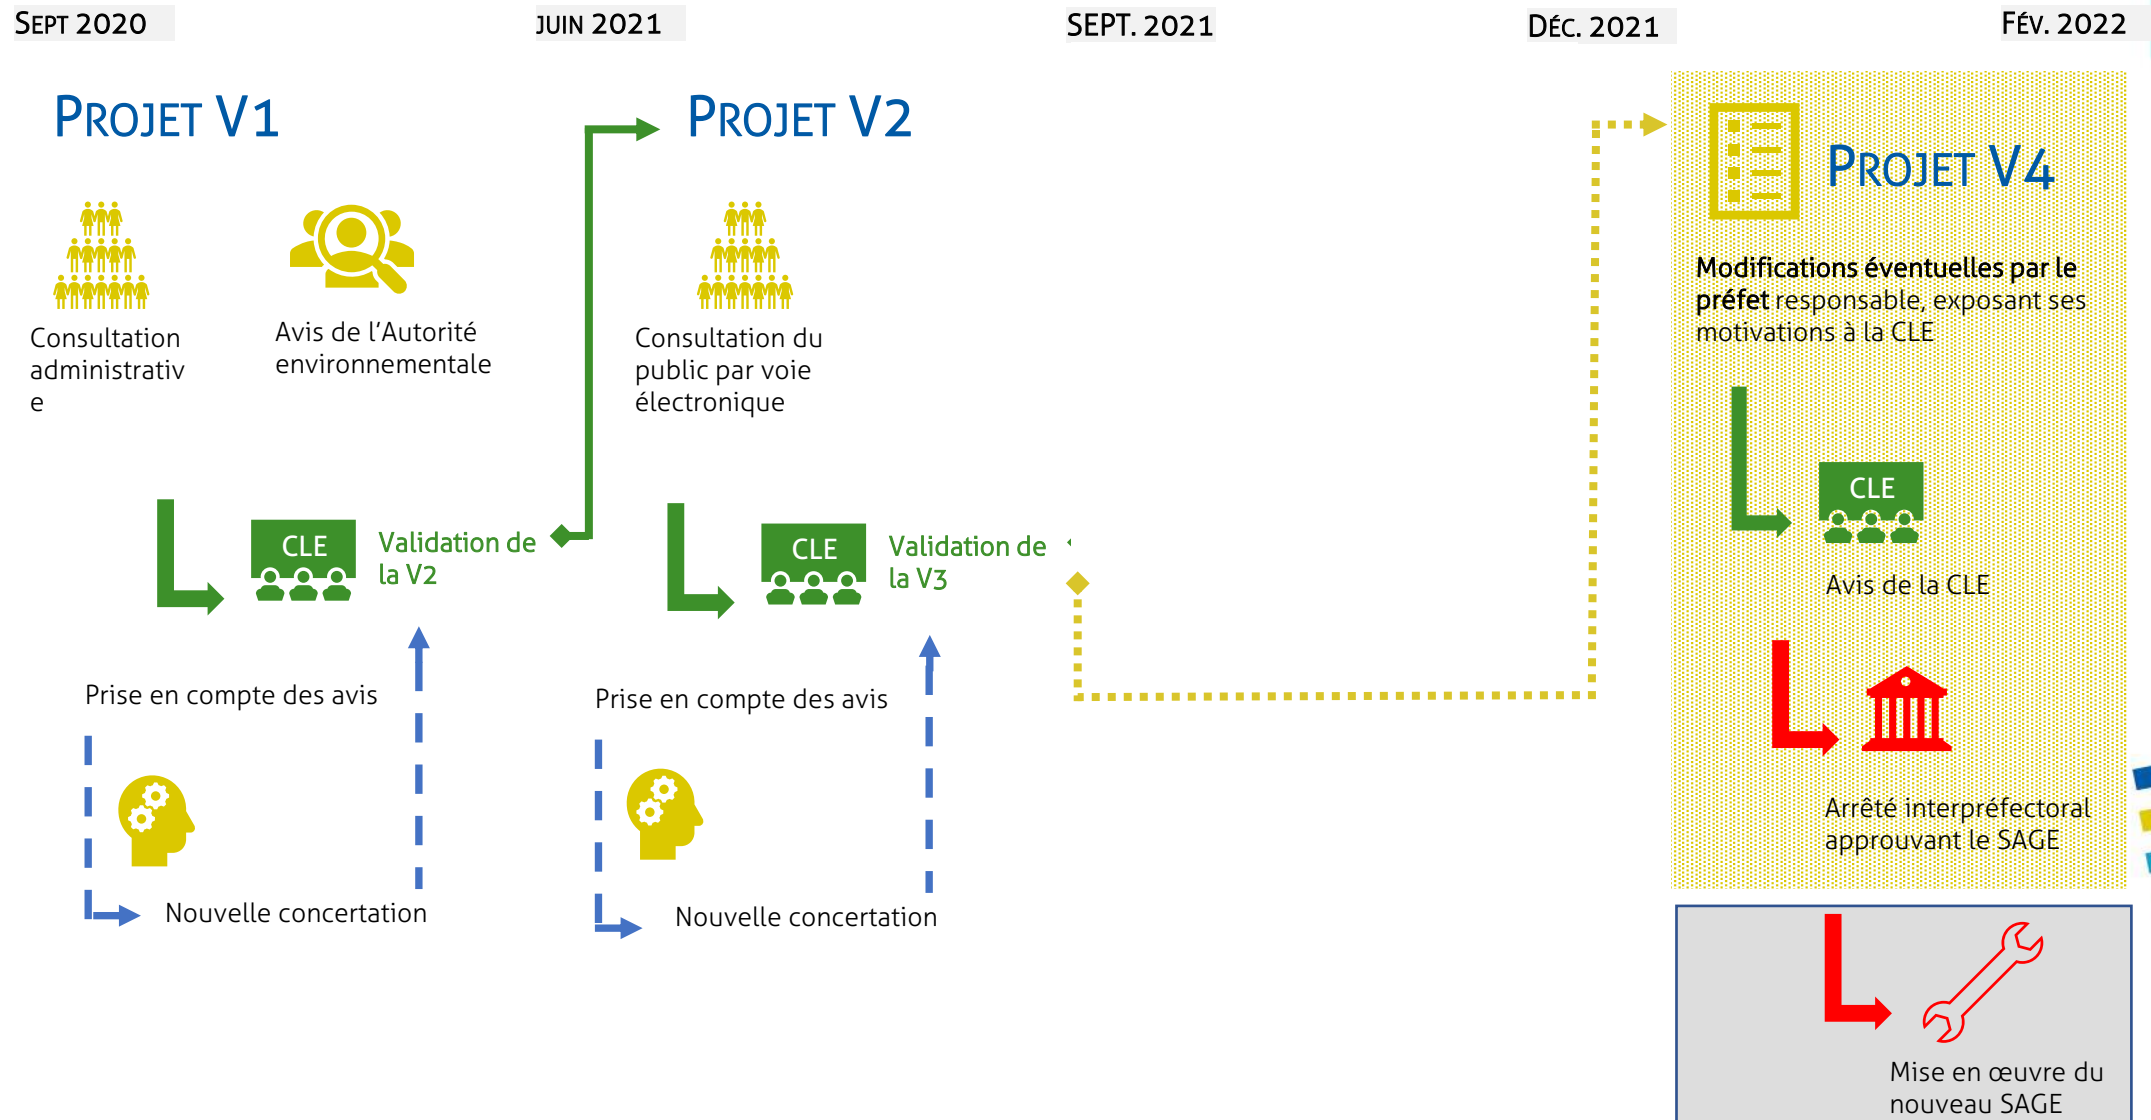 SEPT 2020
JUIN 2021
SEPT. 2021
DÉC. 2021
FÉV. 2022
PROJET V1
Consultation
administrativ
e
Avis de l'Autorité
environnementale
CLE
Validation de
la V2
Prise en compte des avis
Nouvelle concertation
PROJET V2
Consultation du
public par voie
électronique
CLE
Validation de
la V3
Prise en compte des avis
Nouvelle concertation
PROJET V4
Modifications éventuelles par le
préfet responsable, exposant ses
motivations à la CLE
CLE
Avis de la CLE
Arrêté interpréfectoral
approuvant le SAGE
Mise en œuvre du
nouveau SAGE